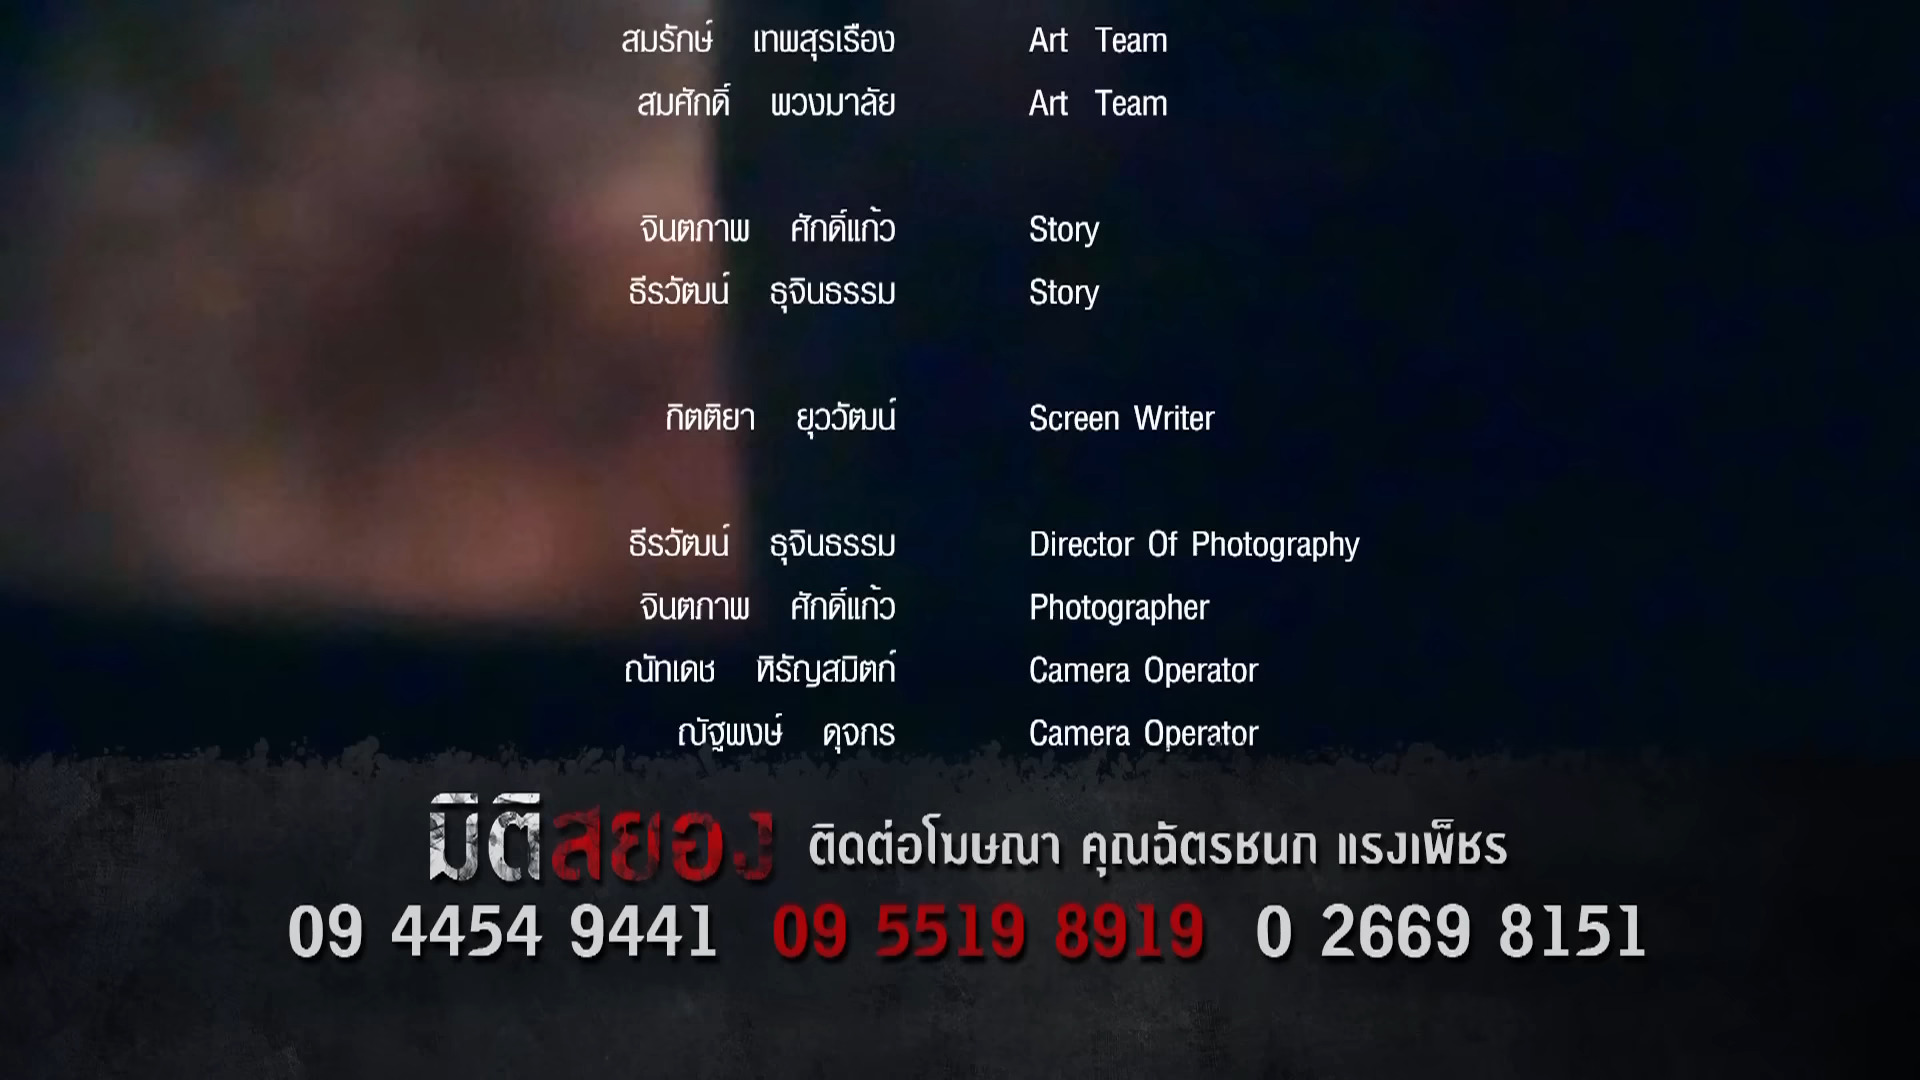 สมรักษ์ เทพสุรเรือง Art Team
สมศักดิ์ พวงมาลัย Art Team
จินตภาพ ศักดิ์แก้ว Story
ธีรวัฒน์ ธุจินธรรม Story
กิตติยา ยุววัฒน์ Screen Writer
ธีรวัฒน์ ธุจินธรรม Director Of Photography
จินตภาพ ศักดิ์แก้ว Photographer
ณัทเดช หิรัญสมิตก์ Camera Operator
ณัฐพงษ์ ดุจกร Camera Operator
มิติสยอง ติดต่อโฆษณา คุณฉัตรชนก แรงเพ็ชร
09 4454 9441 09 5519 8919 0 2669 8151